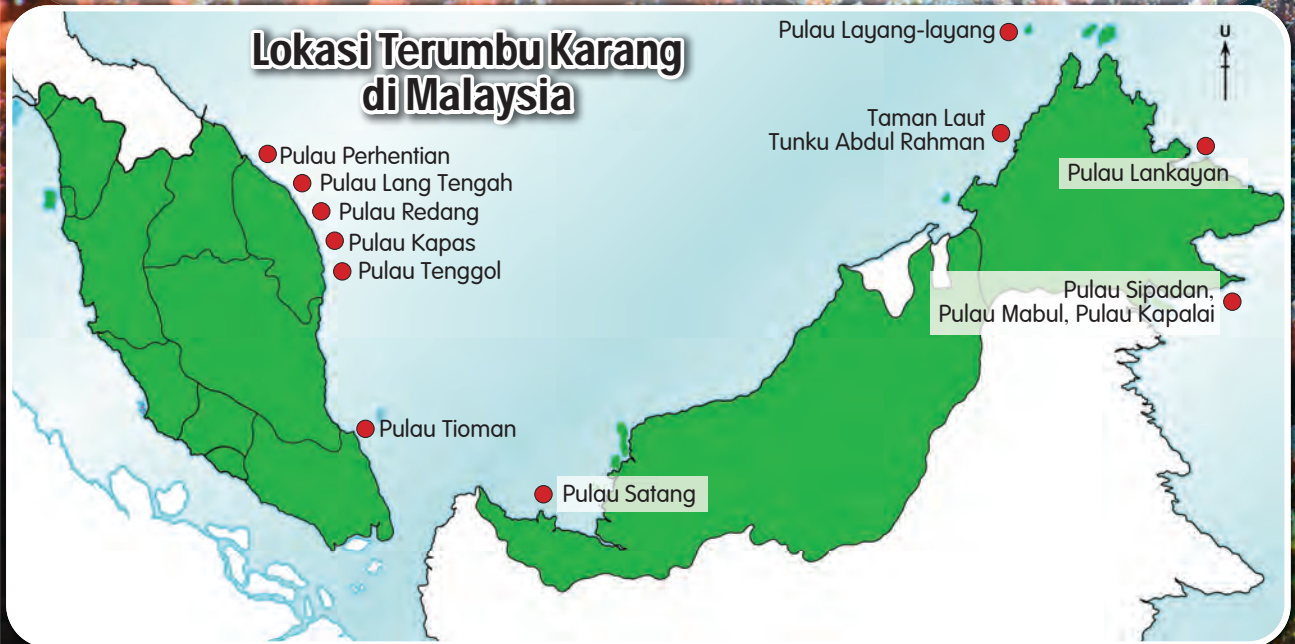 Lokasi Terumbu Karang
di Malaysia
Pulau Layang-layang
U
Taman Laut
Tunku Abdul Rahman
Pulau Perhentian
Pulau Lankayan
Pulau Lang Tengah
Pulau Redang
Pulau Kapas
Pulau Tenggol
Pulau Sipadan,
Pulau Mabul, Pulau Kapalai
Pulau Tioman
Pulau Satang